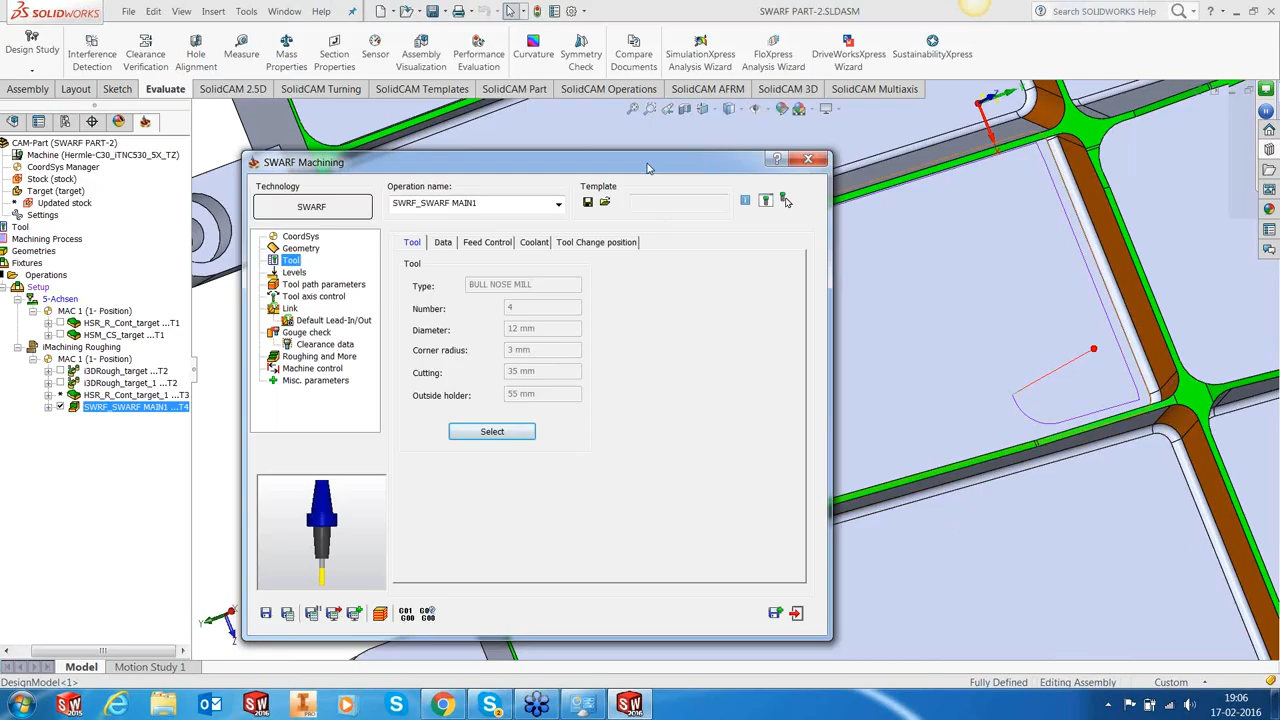 SOLIDWORKS
File Edit View Insert Tools Window Help
SWARF PART-2.SLDASM
Search SOLIDWORKS Help
Design Study
Interference Detection
Clearance Verification
Hole Alignment
Measure
Mass Properties
Section Properties
Sensor
Assembly Visualization
Performance Evaluation
Curvature
Symmetry Check
Compare Documents
SimulationXpress Analysis Wizard
FloXpress Analysis Wizard
DriveWorksXpress Wizard
SustainabilityXpress
Assembly Layout Sketch Evaluate SolidCAM 2.5D SolidCAM Turning SolidCAM Templates SolidCAM Part SolidCAM Operations SolidCAM AFRM SolidCAM 3D SolidCAM Multiaxis
CAM-Part (SWARF PART-2)
Machine (Hermle-C30_iTNC530_5X_TZ)
CoordSys Manager
Stock (stock)
Target (target)
Updated stock
Settings
Tool
Machining Process
Geometries
Fixtures
Operations
Setup
5-Achsen
MAC 1 (1- Position)
HSR_R_Cont_target ...T1
HSM_CS_target ...T1
iMachining Roughing
MAC 1 (1- Position)
i3DRough_target ...T2
i3DRough_target_1 ...T2
HSR_R_Cont_target_1 ...T3
SWRF_SWARF MAIN1 ...T4
SWARF Machining
Technology
SWARF
Operation name:
SWRF_SWARF MAIN1
Template
CoordSys
Geometry
Tool
Levels
Tool path parameters
Tool axis control
Link
Default Lead-In/Out
Gouge check
Clearance data
Roughing and More
Machine control
Misc. parameters
Tool Data Feed Control Coolant Tool Change position
Tool
Type: BULL NOSE MILL
Number: 4
Diameter: 12 mm
Corner radius: 3 mm
Cutting: 35 mm
Outside holder: 55 mm
Select
G01
G00
Y
Z
Model Motion Study 1
DesignModel<1>
Fully Defined Editing Assembly Custom
19:06
17-02-2016